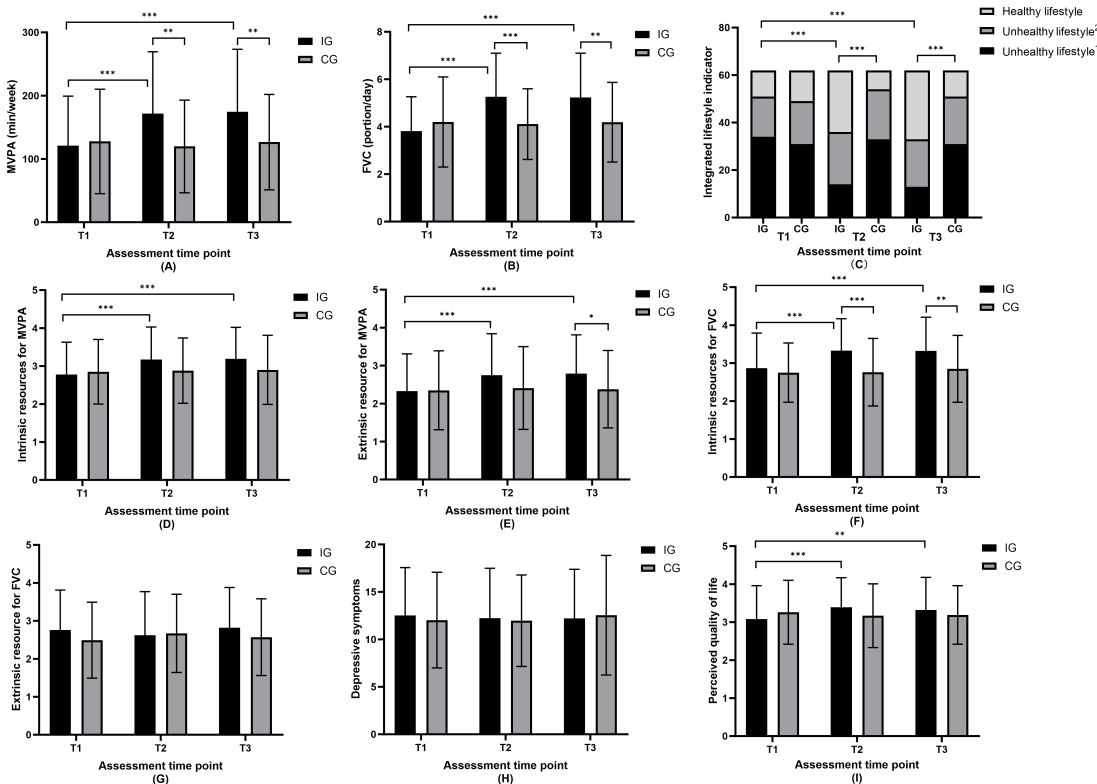 MVPA (min/week)
300
200
100
0
***
***
**
**
IG
CG
T1
T2
T3
Assessment time point
(A)
FVC (portion/day)
8
6
4
2
0
***
***
***
**
IG
CG
T1
T2
T3
Assessment time point
(B)
Integrated lifestyle indicator
80
60
40
20
0
***
***
***
***
Healthy lifestyle
Unhealthy lifestyle²
Unhealthy lifestyle¹
IG CG IG CG IG CG
T1 T2 T3
Assessment time point
(C)
Intrinsic resources for MVPA
5
4
3
2
1
0
***
***
IG
CG
T1
T2
T3
Assessment time point
(D)
Extrinsic resources for MVPA
5
4
3
2
1
0
***
***
*
IG
CG
T1
T2
T3
Assessment time point
(E)
Intrinsic resources for FVC
5
4
3
2
1
0
***
***
***
**
IG
CG
T1
T2
T3
Assessment time point
(F)
Extrinsic resource for FVC
5
4
3
2
1
0
IG
CG
T1
T2
T3
Assessment time point
(G)
Depressive symptoms
20
15
10
5
0
IG
CG
T1
T2
T3
Assessment time point
(H)
Perceived quality of life
5
4
3
2
1
0
**
***
IG
CG
T1
T2
T3
Assessment time point
(I)